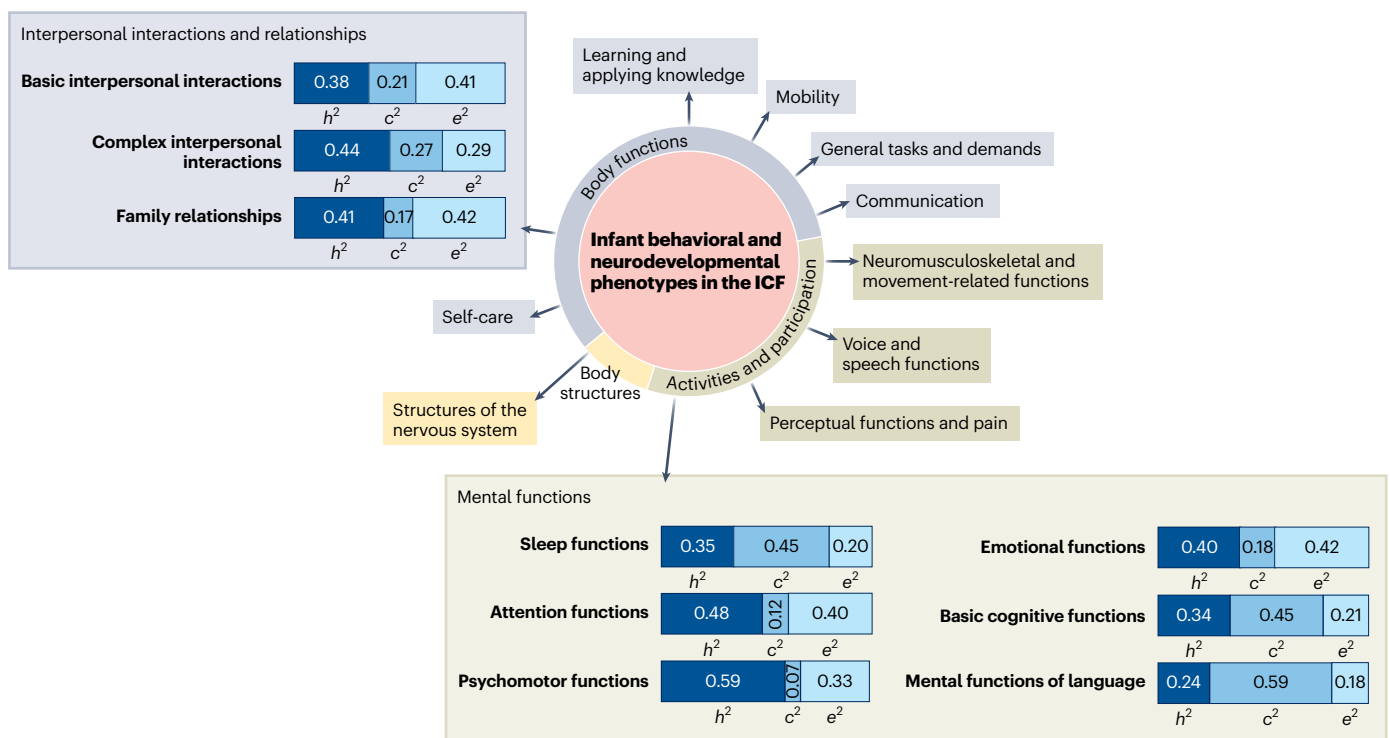 Interpersonal interactions and relationships
Basic interpersonal interactions
0.38 0.21 0.41
h² c² e²
Complex interpersonal
interactions
0.44 0.27 0.29
h² c² e²
Family relationships
0.41 0.17 0.42
h² c² e²
Learning and
applying knowledge
Mobility
General tasks and demands
Communication
Body functions
Infant behavioral and
neurodevelopmental
phenotypes in the ICF
Activities and participation
Neuromusculoskeletal and
movement-related functions
Self-care
Voice and
speech functions
Body
structures
Structures of the
nervous system
Perceptual functions and pain
Mental functions
Sleep functions
0.35 0.45 0.20
h² c² e²
Attention functions
0.48 0.12 0.40
h² c² e²
Psychomotor functions
0.59 0.07 0.33
h² c² e²
Emotional functions
0.40 0.18 0.42
h² c² e²
Basic cognitive functions
0.34 0.45 0.21
h² c² e²
Mental functions of language
0.24 0.59 0.18
h² c² e²